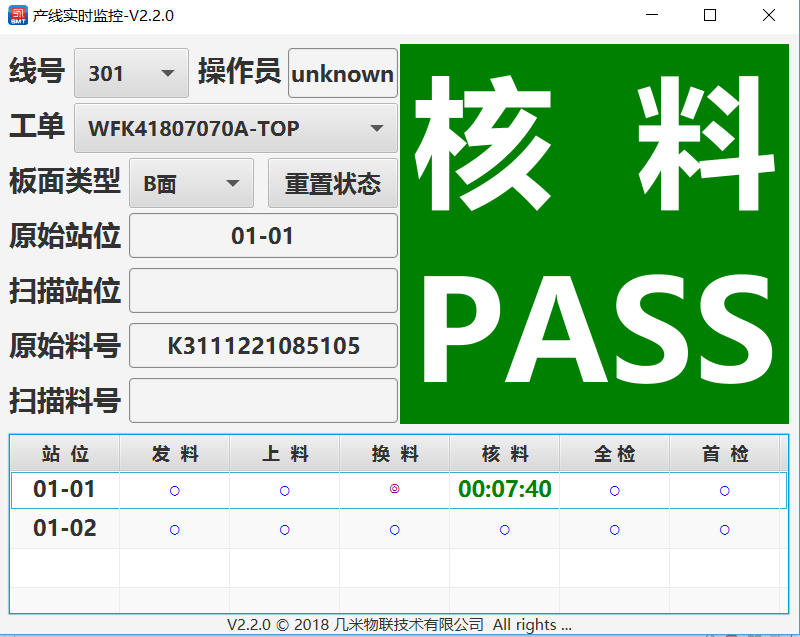 产线实时监控-V2.2.0
线号 301 操作员 unknown
工单 WFK41807070A-TOP
板面类型 B面 重置状态
原始站位 01-01
扫描站位
原始料号 K3111221085105
扫描料号
核 料
PASS
站 位 发 料 上 料 换 料 核 料 全 检 首 检
01-01 ○ ○ ◎ 00:07:40 ○ ○
01-02 ○ ○ ○ ○ ○ ○
V2.2.0 © 2018 几米物联技术有限公司 All rights ...